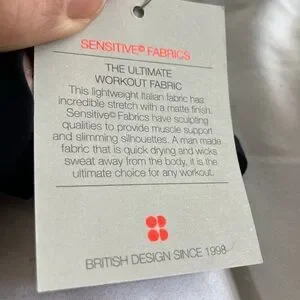 SENSITIVE© FABRICS
THE ULTIMATE
WORKOUT FABRIC
This lightweight Italian fabric has
incredible stretch with a matte finish.
Sensitive© Fabrics have sculpting
qualities to provide muscle support
and slimming silhouettes. A man made
fabric that is quick drying and wicks
sweat away from the body, it is the
ultimate choice for any workout.
BRITISH DESIGN SINCE 1998